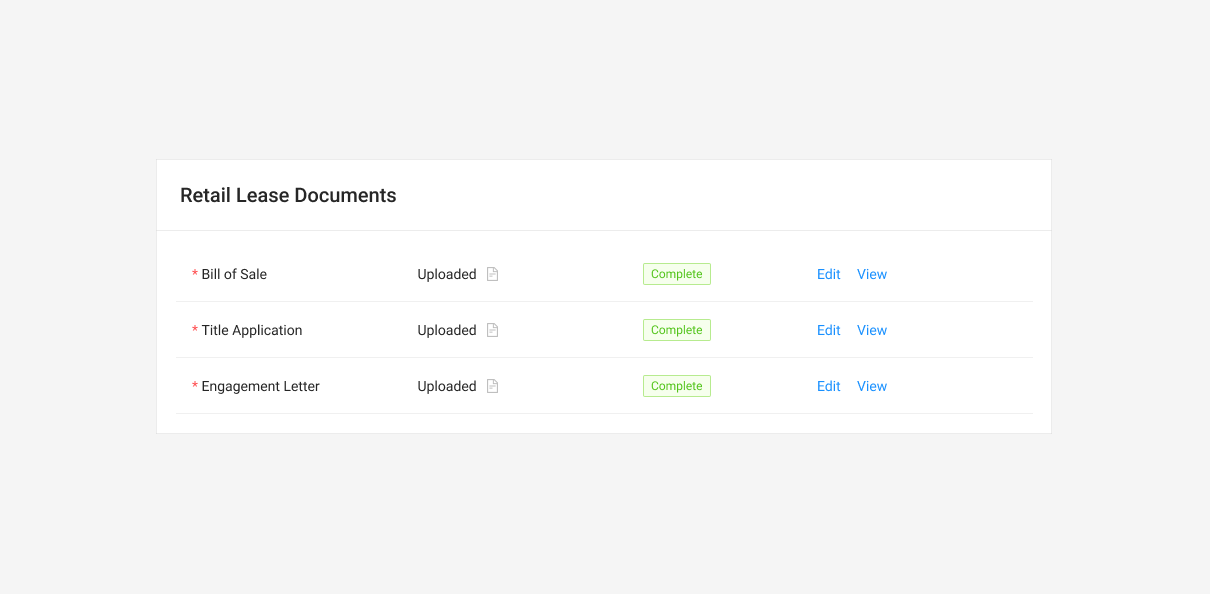 Retail Lease Documents
* Bill of Sale Uploaded Complete Edit View
* Title Application Uploaded Complete Edit View
* Engagement Letter Uploaded Complete Edit View